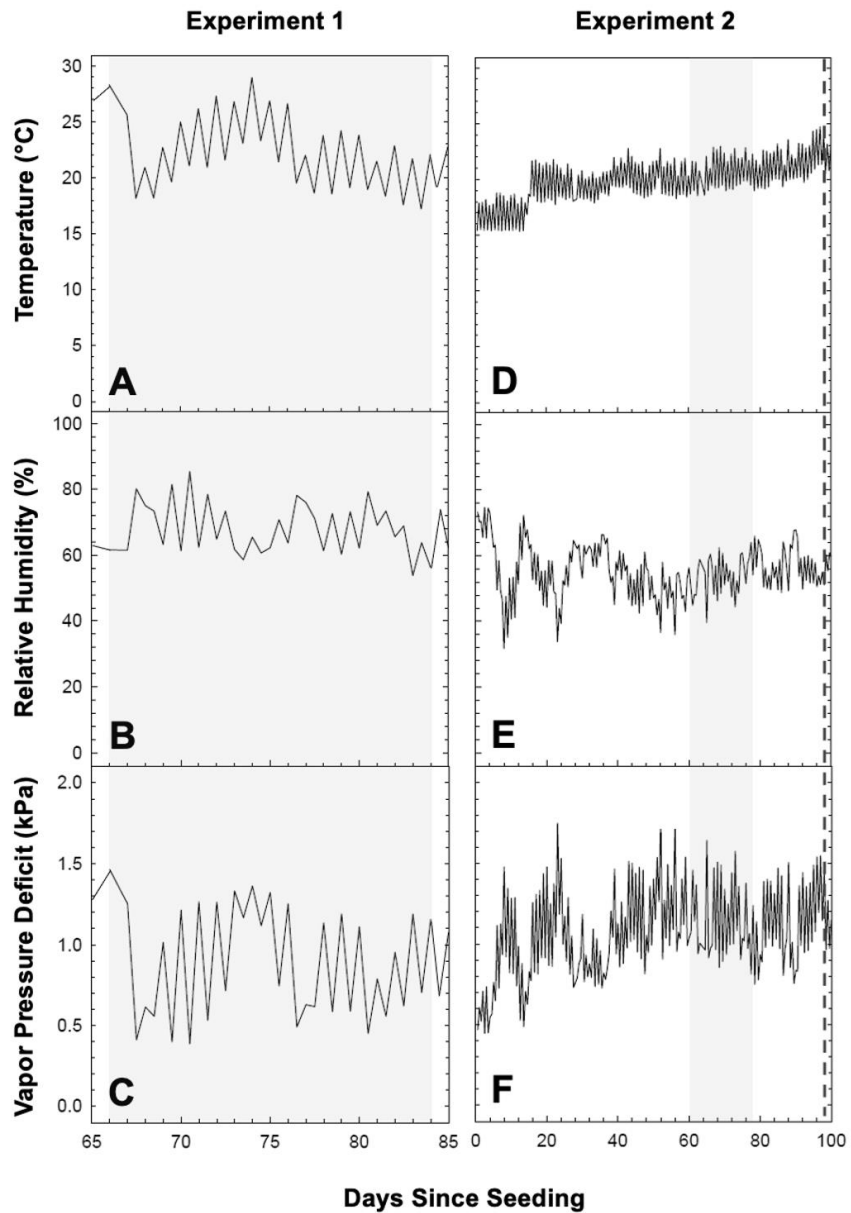 Experiment 1
Experiment 2
Temperature (°C)
30
25
20
15
10
5
0
A
D
Relative Humidity (%)
100
80
60
40
20
0
B
E
Vapor Pressure Deficit (kPa)
2.0
1.5
1.0
0.5
0.0
C
F
65 70 75 80 85
0 20 40 60 80 100
Days Since Seeding